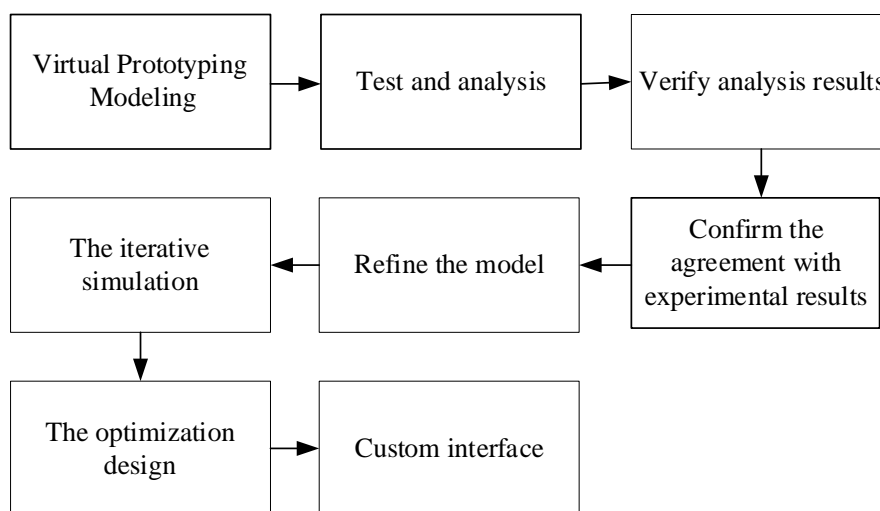 Virtual Prototyping
Modeling
Test and analysis
Verify analysis results
Confirm the
agreement with
experimental results
Refine the model
The iterative
simulation
The optimization
design
Custom interface